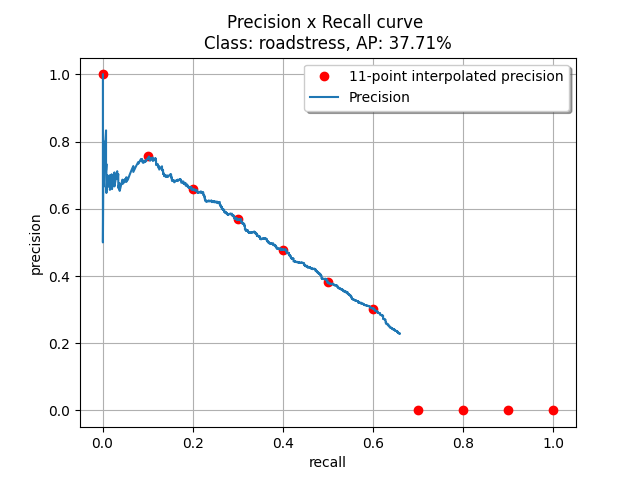 Precision x Recall curve
Class: roadstress, AP: 37.71%
11-point interpolated precision
Precision
1.0
0.8
0.6
0.4
0.2
0.0
precision
0.0 0.2 0.4 0.6 0.8 1.0
recall